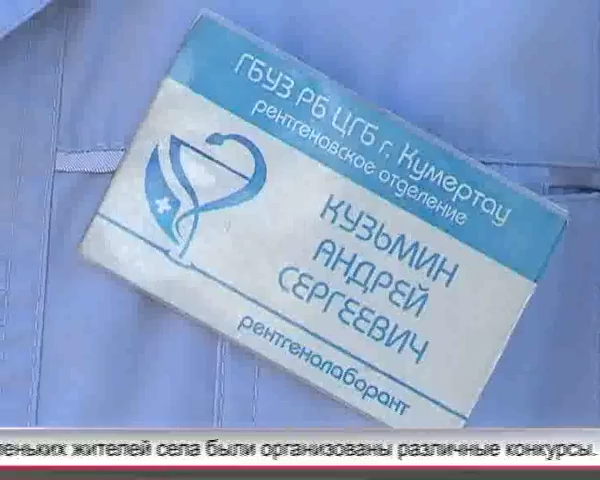 ГБУЗ РБ ЦГБ г. Кумертау
рентгеновское отделение
КУЗЬМИН
АНДРЕЙ
СЕРГЕЕВИЧ
рентгенолаборант
жителей села были организованы различные конкурсы.